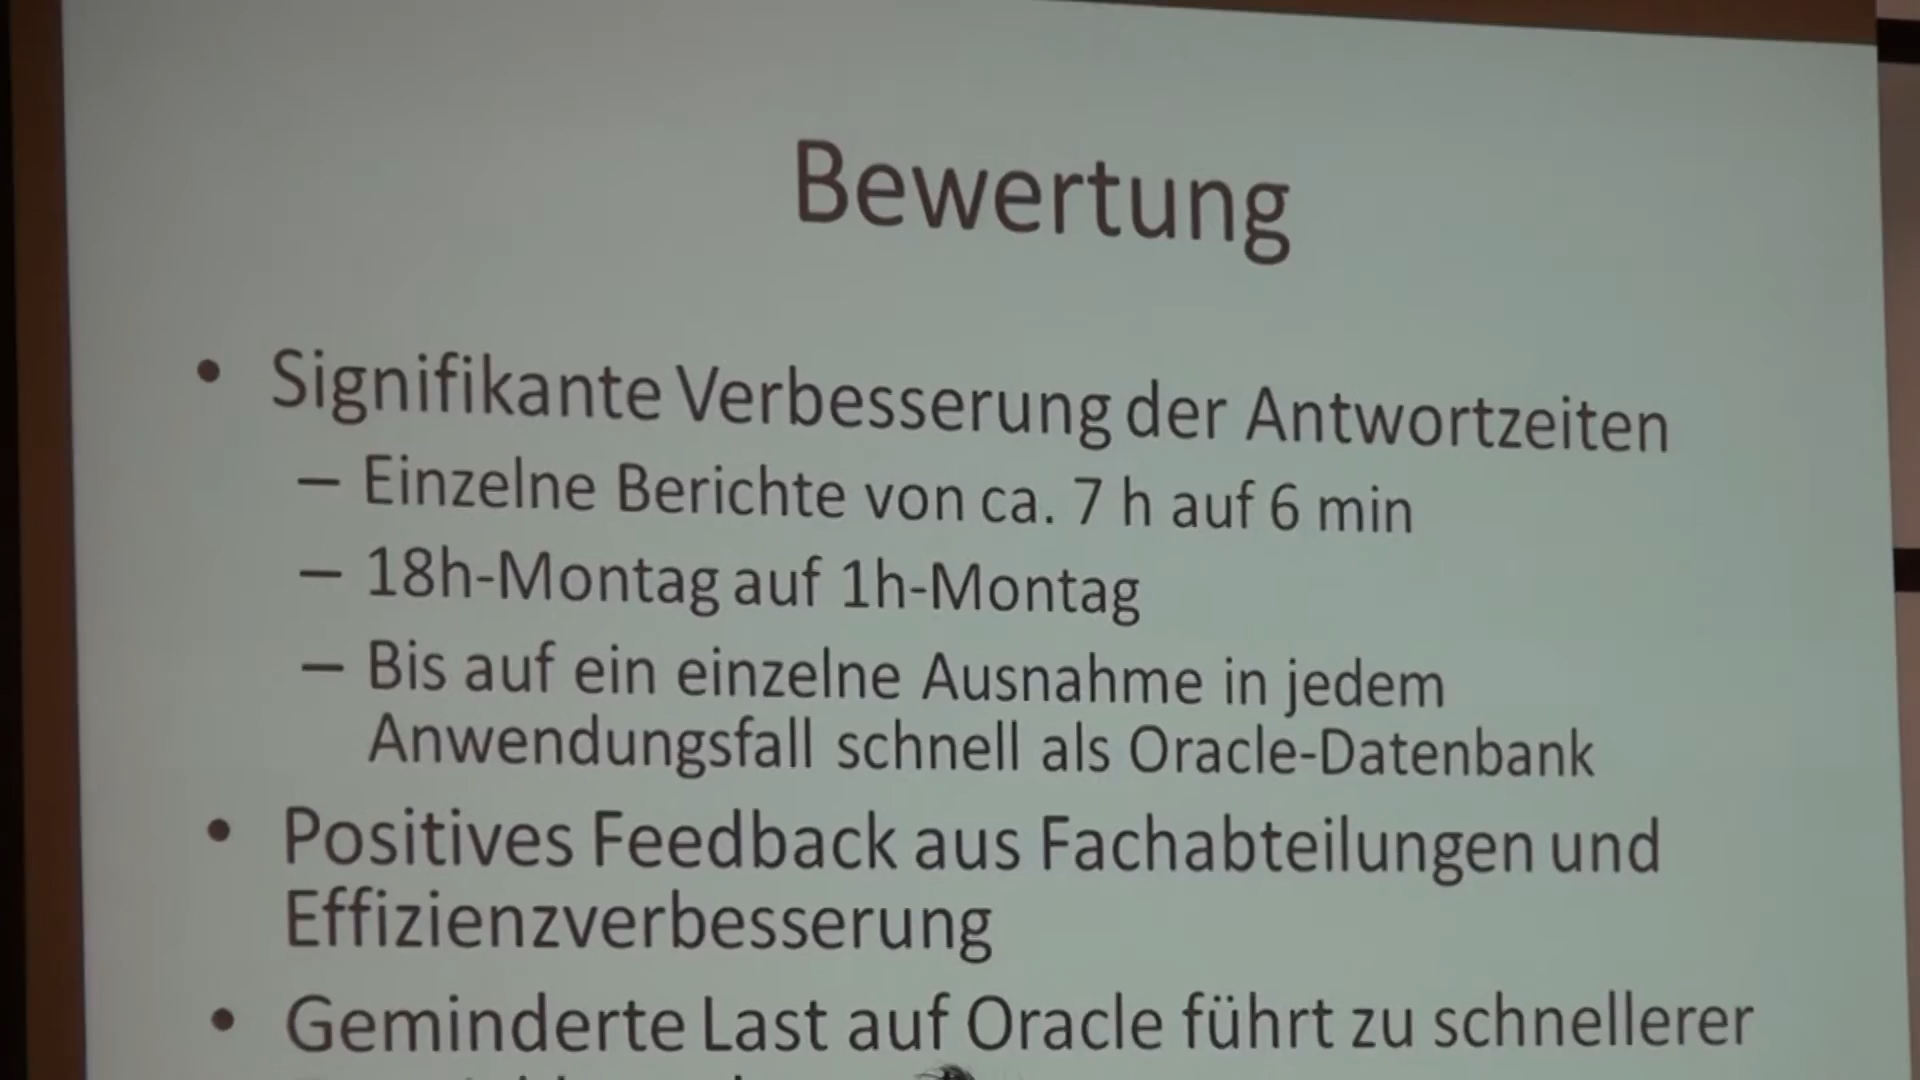 Bewertung
• Signifikante Verbesserung der Antwortzeiten
– Einzelne Berichte von ca. 7 h auf 6 min
– 18h-Montag auf 1h-Montag
– Bis auf ein einzelne Ausnahme in jedem
Anwendungsfall schnell als Oracle-Datenbank
• Positives Feedback aus Fachabteilungen und
Effizienzverbesserung
• Geminderte Last auf Oracle führt zu schnellerer